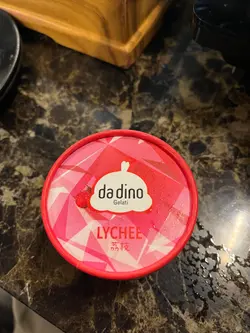 da dino
Gelati
LYCHEE
荔枝